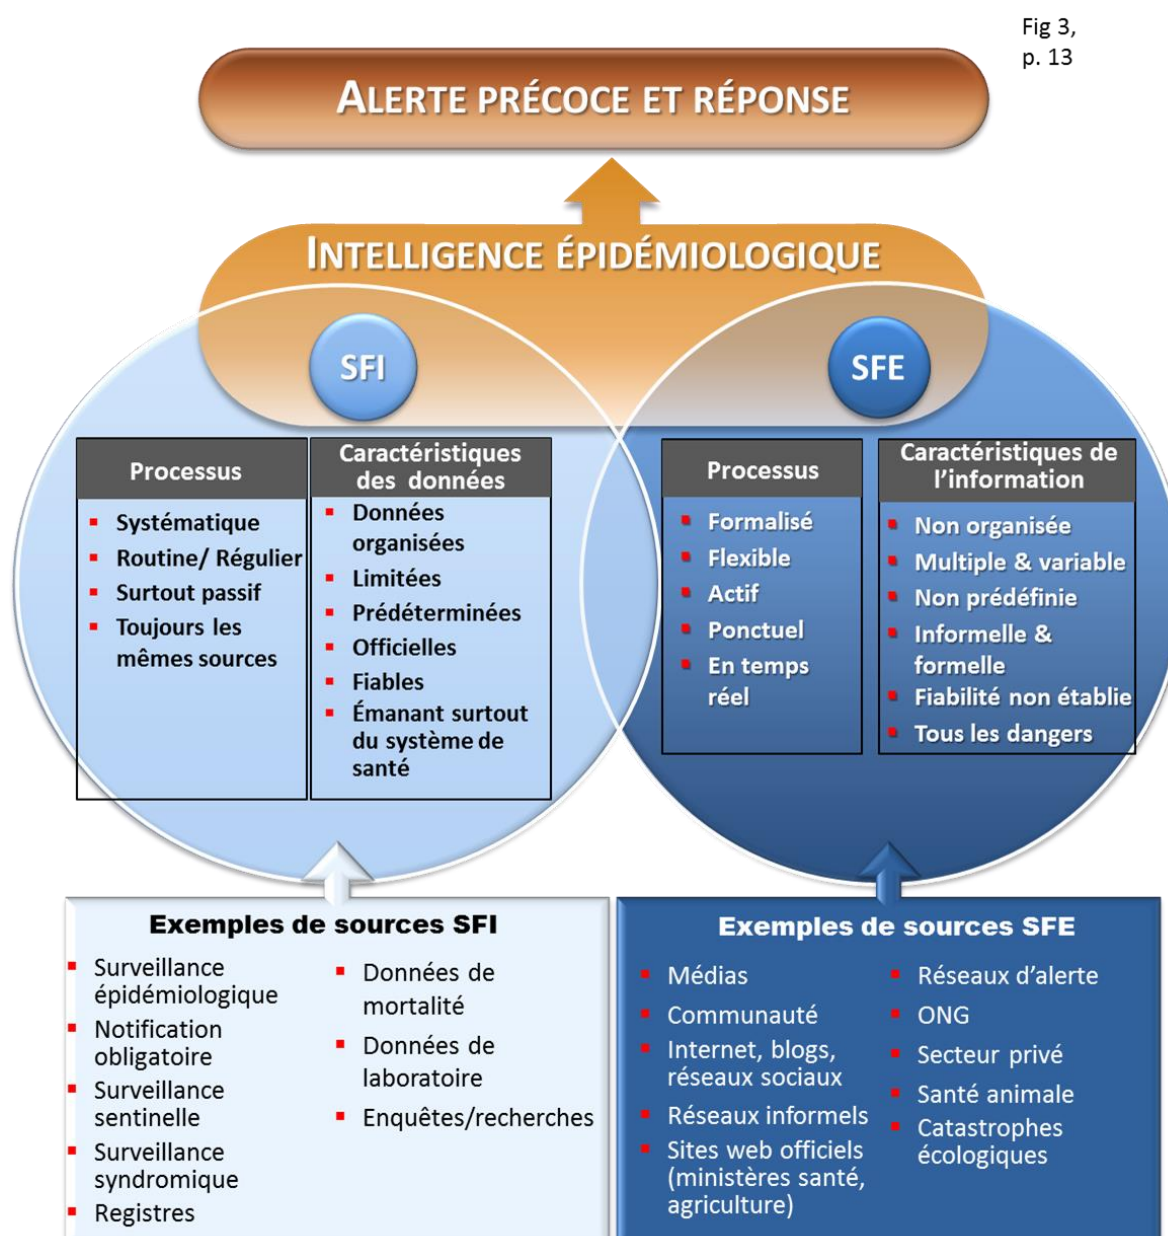 Fig 3,
p. 13
ALERTE PRÉCOCE ET RÉPONSE
INTELLIGENCE ÉPIDÉMIOLOGIQUE
SFI
SFE
Processus
Systématique
Routine/ Régulier
Surtout passif
Toujours les
mêmes sources
Caractéristiques
des données
Données
organisées
Limitées
Prédéterminées
Officielles
Fiables
Émanant surtout
du système de
santé
Processus
Formalisé
Flexible
Actif
Ponctuel
En temps
réel
Caractéristiques de
l’information
Non organisée
Multiple & variable
Non prédéfinie
Informelle &
formelle
Fiabilité non établie
Tous les dangers
Exemples de sources SFI
Surveillance
épidémiologique
Notification
obligatoire
Surveillance
sentinelle
Surveillance
syndromique
Registres
Données de
mortalité
Données de
laboratoire
Enquêtes/recherches
Exemples de sources SFE
Médias
Communauté
Internet, blogs,
réseaux sociaux
Réseaux informels
Sites web officiels
(ministères santé,
agriculture)
Réseaux d’alerte
ONG
Secteur privé
Santé animale
Catastrophes
écologiques